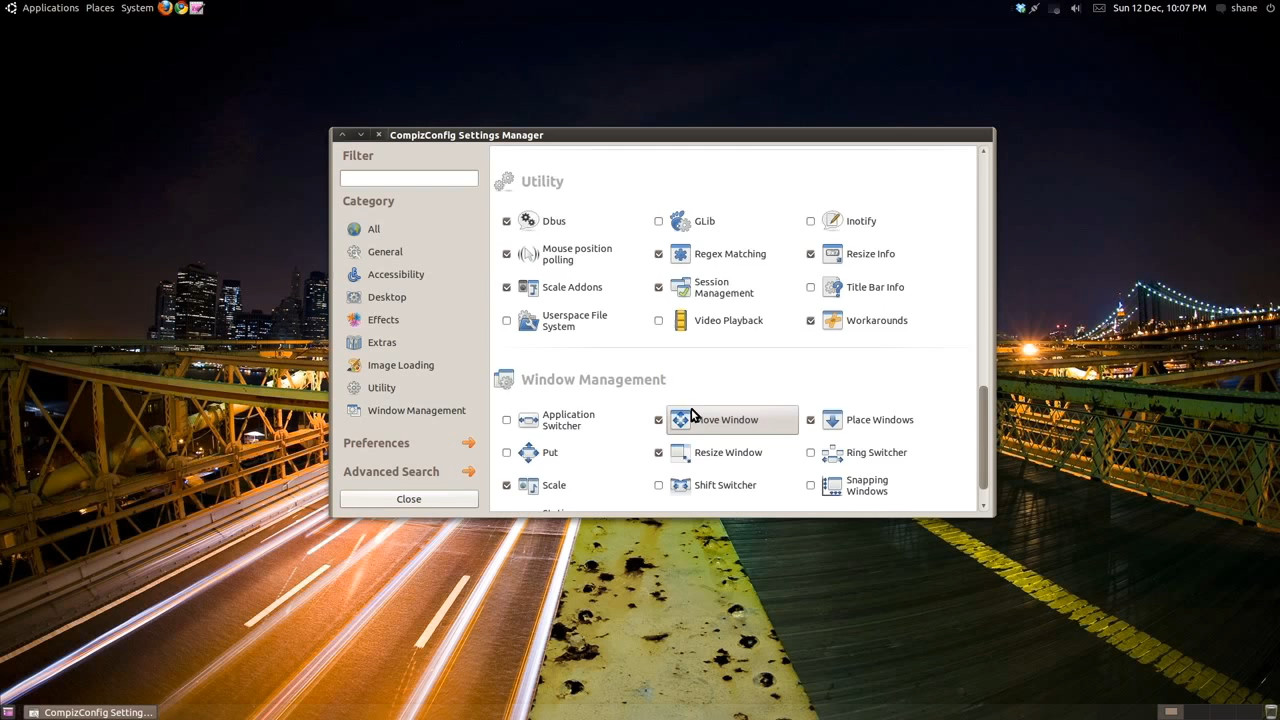 Applications Places System
Sun 12 Dec, 10:07 PM shane
CompizConfig Settings Manager
Filter
Category
All
General
Accessibility
Desktop
Effects
Extras
Image Loading
Utility
Window Management
Preferences
Advanced Search
Close
Utility
Dbus
GLib
Inotify
Mouse position
polling
Regex Matching
Resize Info
Scale Addons
Session
Management
Title Bar Info
Userspace File
System
Video Playback
Workarounds
Window Management
Application
Switcher
ove Window
Place Windows
Put
Resize Window
Ring Switcher
Scale
Shift Switcher
Snapping
Windows
CompizConfig Setting...